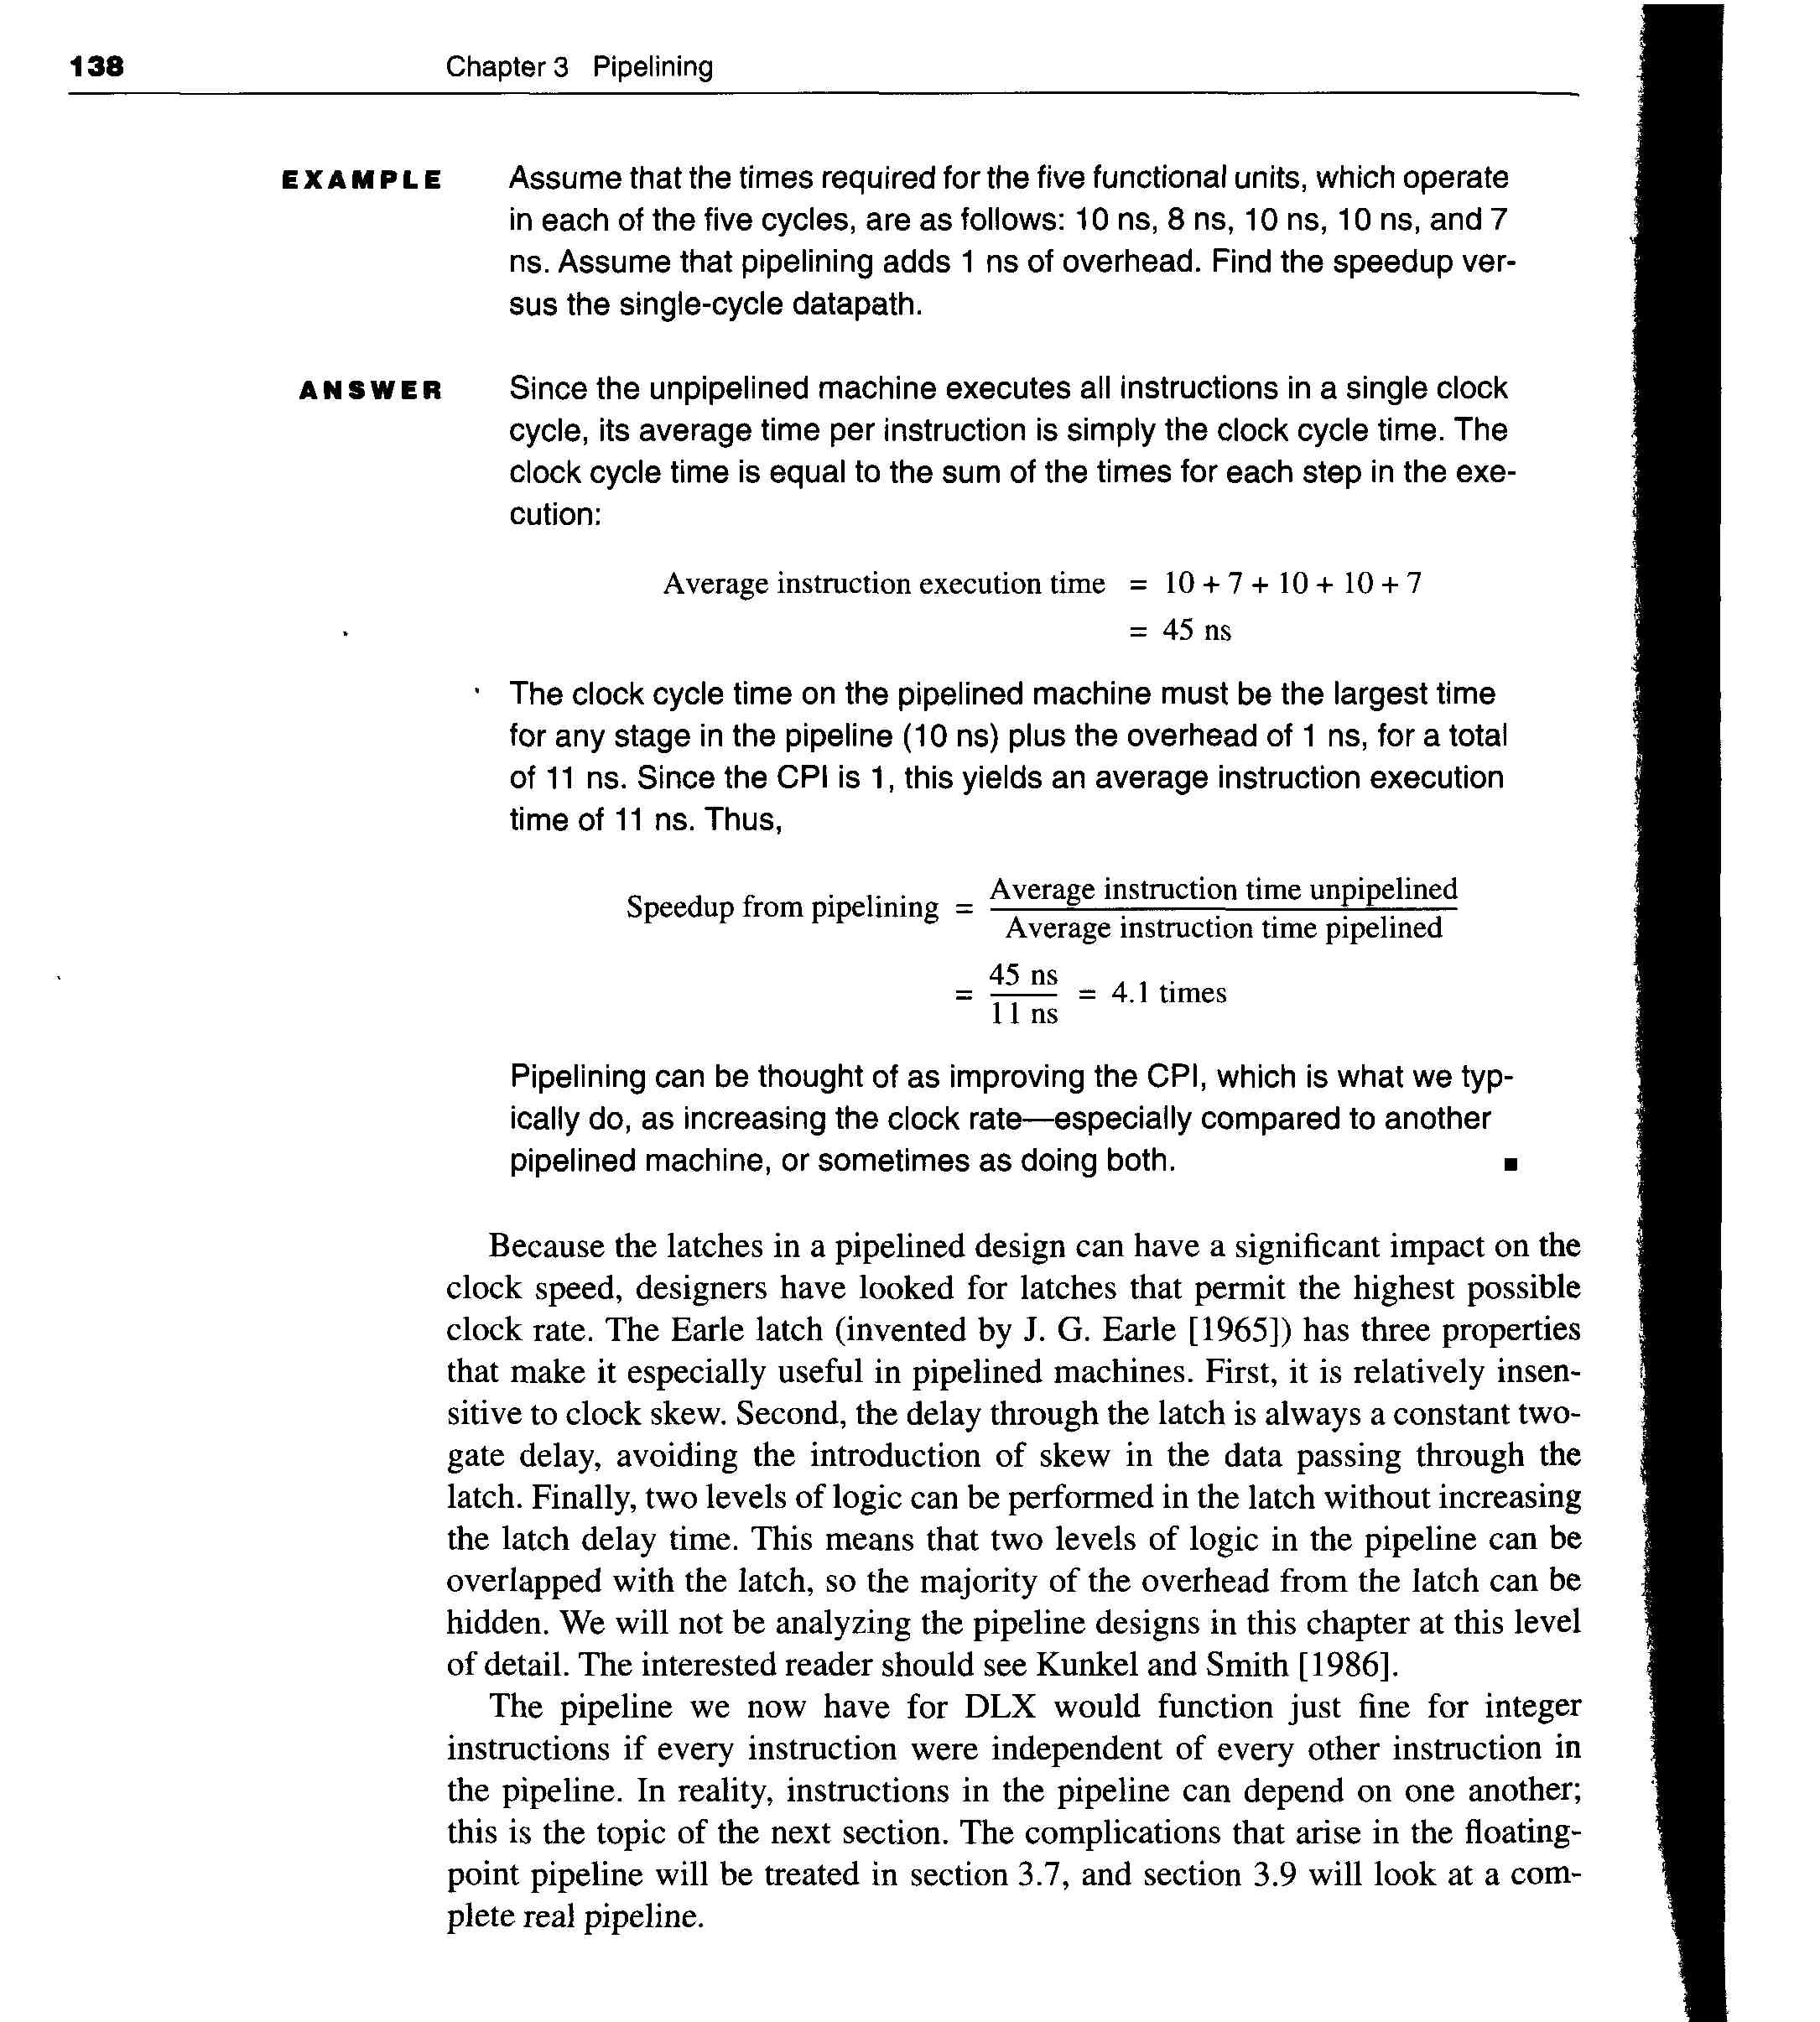 138 Chapter 3 Pipelining
EXAMPLE Assume that the times required for the five functional units, which operate
in each of the five cycles, are as follows: 10 ns, 8 ns, 10 ns, 10 ns, and 7
ns. Assume that pipelining adds 1 ns of overhead. Find the speedup ver-
sus the single-cycle datapath.
ANSWER Since the unpipelined machine executes all instructions in a single clock
cycle, its average time per instruction is simply the clock cycle time. The
clock cycle time is equal to the sum of the times for each step in the exe-
cution:
Average instruction execution time = 10 + 7 + 10 + 10 + 7
= 45 ns
The clock cycle time on the pipelined machine must be the largest time
for any stage in the pipeline (10 ns) plus the overhead of 1 ns, for a total
of 11 ns. Since the CPI is 1, this yields an average instruction execution
time of 11 ns. Thus,
Speedup from pipelining = Average instruction time unpipelined
Average instruction time pipelined
= 45 ns
11 ns = 4.1 times
Pipelining can be thought of as improving the CPI, which is what we typ-
ically do, as increasing the clock rate—especially compared to another
pipelined machine, or sometimes as doing both. ■
Because the latches in a pipelined design can have a significant impact on the
clock speed, designers have looked for latches that permit the highest possible
clock rate. The Earle latch (invented by J. G. Earle [1965]) has three properties
that make it especially useful in pipelined machines. First, it is relatively insen-
sitive to clock skew. Second, the delay through the latch is always a constant two-
gate delay, avoiding the introduction of skew in the data passing through the
latch. Finally, two levels of logic can be performed in the latch without increasing
the latch delay time. This means that two levels of logic in the pipeline can be
overlapped with the latch, so the majority of the overhead from the latch can be
hidden. We will not be analyzing the pipeline designs in this chapter at this level
of detail. The interested reader should see Kunkel and Smith [1986].
The pipeline we now have for DLX would function just fine for integer
instructions if every instruction were independent of every other instruction in
the pipeline. In reality, instructions in the pipeline can depend on one another;
this is the topic of the next section. The complications that arise in the floating-
point pipeline will be treated in section 3.7, and section 3.9 will look at a com-
plete real pipeline.